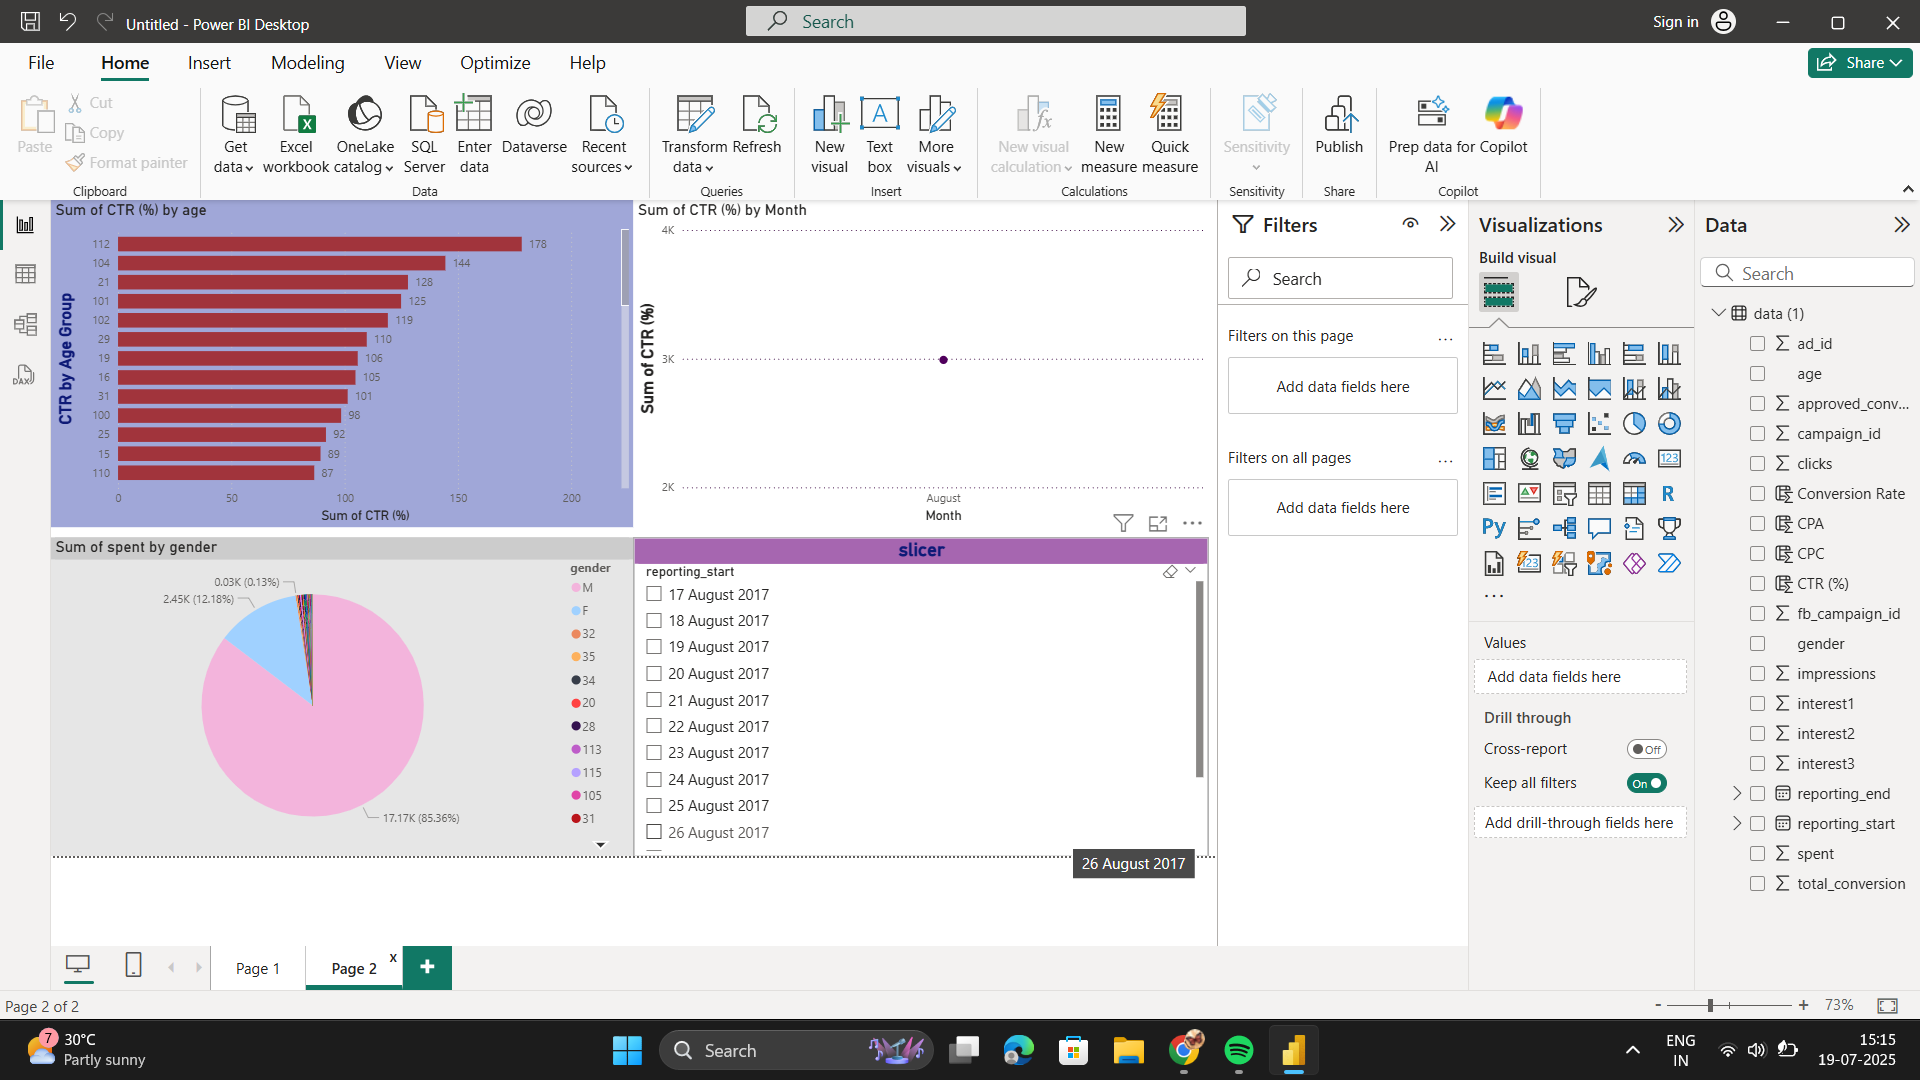 Untitled - Power BI Desktop
Search
Sign in
File
Home
Insert
Modeling
View
Optimize
Help
Share
Paste
Cut
Copy
Format painter
Clipboard
Get data
Excel workbook
OneLake catalog
SQL Server
Enter data
Dataverse
Recent sources
Data
Transform data
Refresh
Queries
New visual
Text box
More visuals
Insert
New visual calculation
New measure
Quick measure
Calculations
Sensitivity
Sensitivity
Publish
Share
Prep data for AI
Copilot
Copilot
Sum of CTR (%) by age
CTR by Age Group
112 178
104 144
21 128
101 125
102 119
29 110
19 106
16 105
31 101
100 98
25 92
15 89
110 87
0 50 100 150 200
Sum of CTR (%)
Sum of CTR (%) by Month
Sum of CTR (%)
4K
3K
2K
August
Month
Sum of spent by gender
0.03K (0.13%)
2.45K (12.18%)
17.17K (85.36%)
gender
M
F
32
35
34
20
28
113
115
105
31
slicer
reporting_start
17 August 2017
18 August 2017
19 August 2017
20 August 2017
21 August 2017
22 August 2017
23 August 2017
24 August 2017
25 August 2017
26 August 2017
26 August 2017
Filters
Search
Filters on this page
Add data fields here
Filters on all pages
Add data fields here
Visualizations
Build visual
123
R
Py
Values
Add data fields here
Drill through
Cross-report
Off
Keep all filters
On
Add drill-through fields here
Data
Search
data (1)
ad_id
age
approved_conv...
campaign_id
clicks
Conversion Rate
CPA
CPC
CTR (%)
fb_campaign_id
gender
impressions
interest1
interest2
interest3
reporting_end
reporting_start
spent
total_conversion
DAX
Page 1
Page 2
x
+
Page 2 of 2
- + 73%
7
30°C
Partly sunny
Search
ENG
IN
15:15
19-07-2025